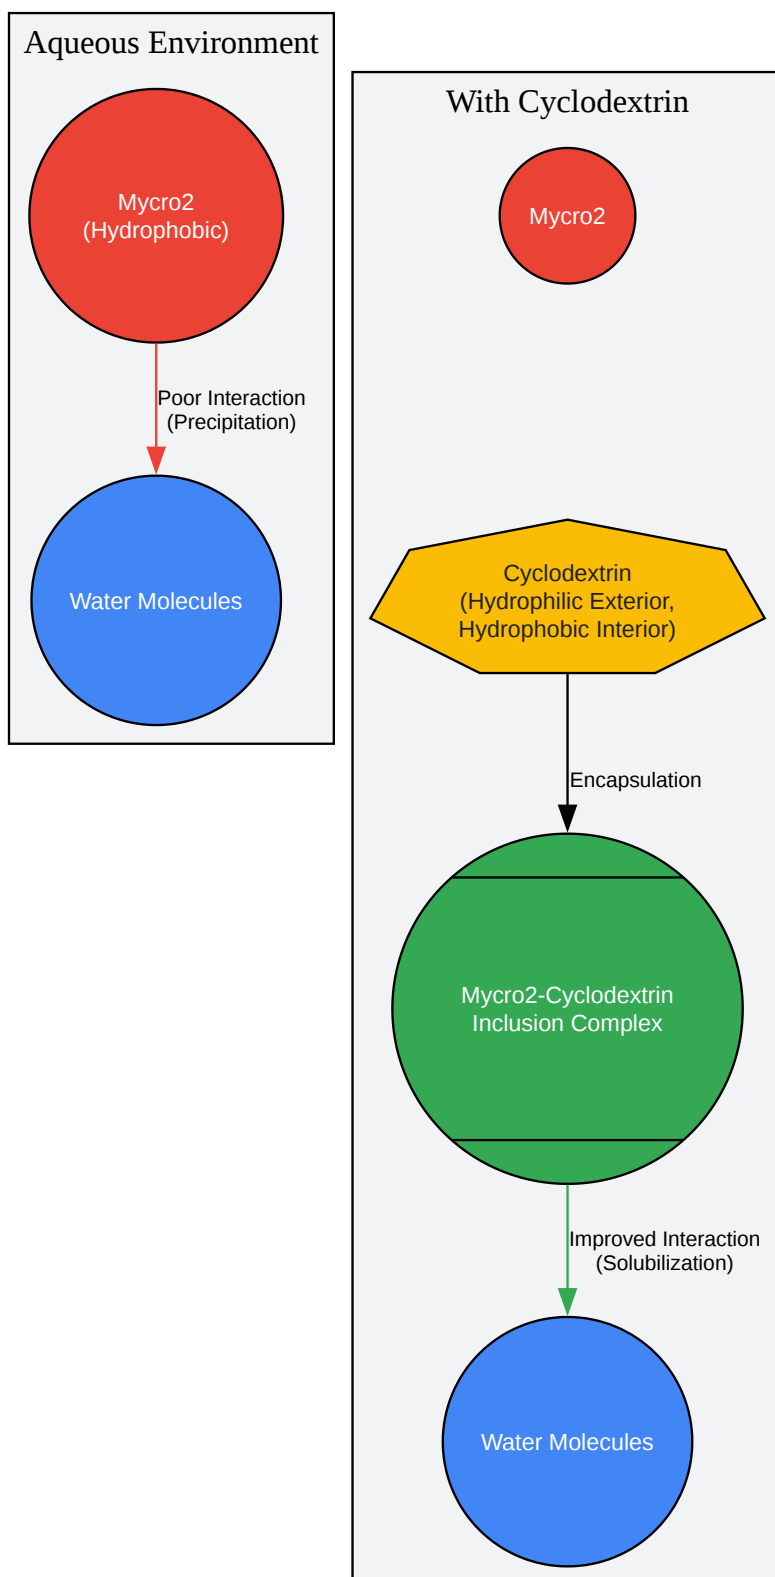 Aqueous Environment
Mycro2
(Hydrophobic)
Poor Interaction
(Precipitation)
Water Molecules
With Cyclodextrin
Mycro2
Cyclodextrin
(Hydrophilic Exterior,
Hydrophobic Interior)
Encapsulation
Mycro2-Cyclodextrin
Inclusion Complex
Improved Interaction
(Solubilization)
Water Molecules